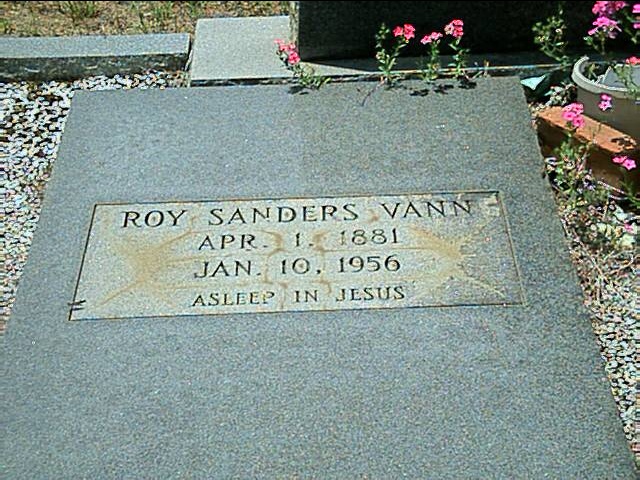 ROY SANDERS VANN
APR. 1, 1881
JAN. 10, 1956
ASLEEP IN JESUS